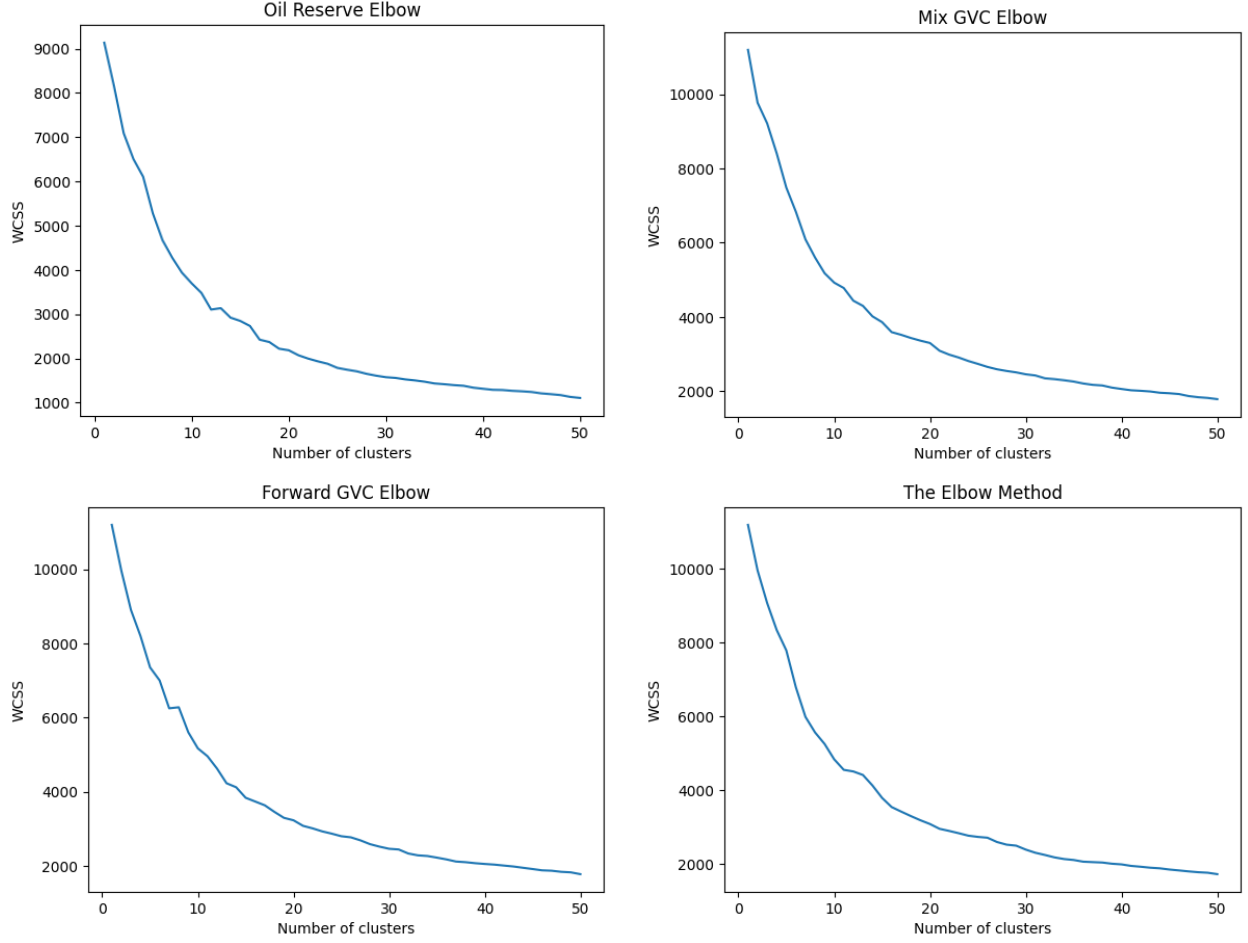 Oil Reserve Elbow
9000
8000
7000
6000
5000
4000
3000
2000
1000
WCSS
0 10 20 30 40 50
Number of clusters
Mix GVC Elbow
10000
8000
6000
4000
2000
WCSS
0 10 20 30 40 50
Number of clusters
Forward GVC Elbow
10000
8000
6000
4000
2000
WCSS
0 10 20 30 40 50
Number of clusters
The Elbow Method
10000
8000
6000
4000
2000
WCSS
0 10 20 30 40 50
Number of clusters